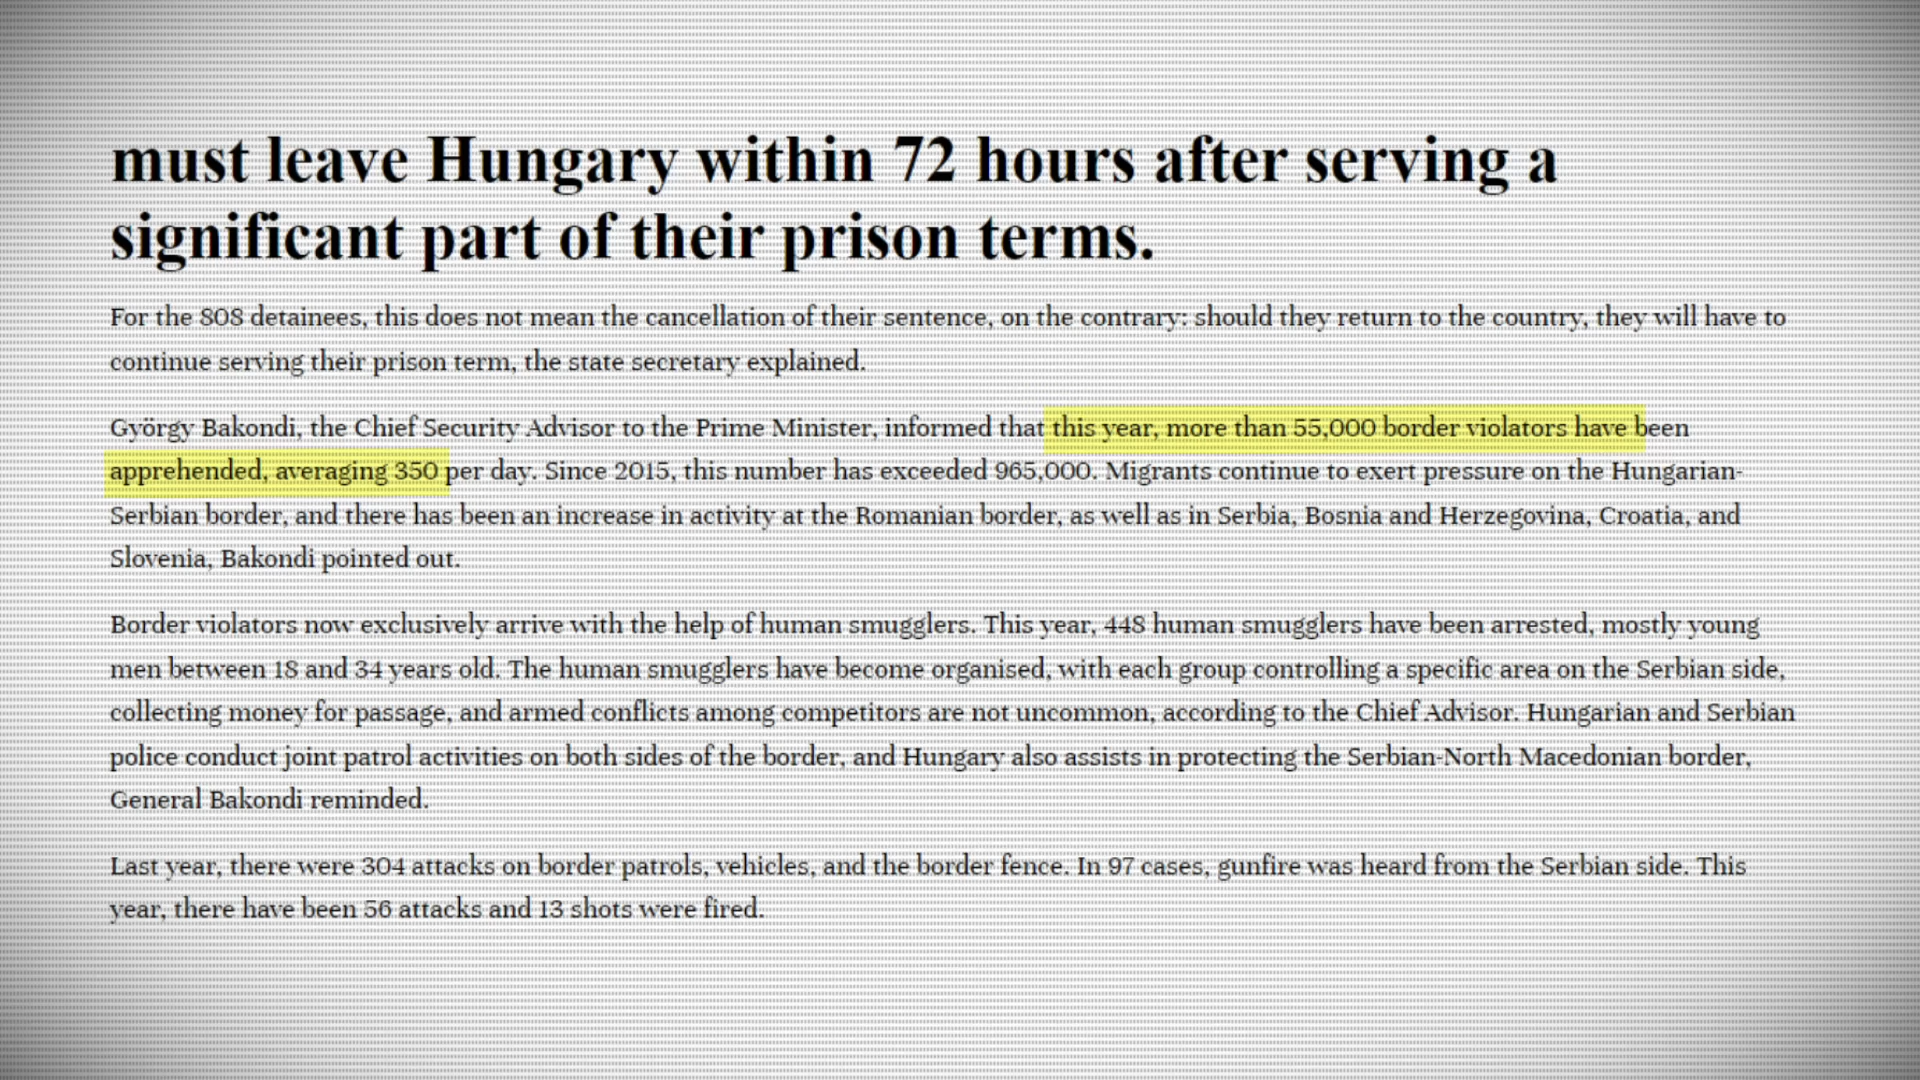 must leave Hungary within 72 hours after serving a
significant part of their prison terms.
For the 808 detainees, this does not mean the cancellation of their sentence, on the contrary: should they return to the country, they will have to
continue serving their prison term, the state secretary explained.
György Bakondi, the Chief Security Advisor to the Prime Minister, informed that this year, more than 55,000 border violators have been
apprehended, averaging 350 per day. Since 2015, this number has exceeded 965,000. Migrants continue to exert pressure on the Hungarian-
Serbian border, and there has been an increase in activity at the Romanian border, as well as in Serbia, Bosnia and Herzegovina, Croatia, and
Slovenia, Bakondi pointed out.
Border violators now exclusively arrive with the help of human smugglers. This year, 448 human smugglers have been arrested, mostly young
men between 18 and 34 years old. The human smugglers have become organised, with each group controlling a specific area on the Serbian side,
collecting money for passage, and armed conflicts among competitors are not uncommon, according to the Chief Advisor. Hungarian and Serbian
police conduct joint patrol activities on both sides of the border, and Hungary also assists in protecting the Serbian-North Macedonian border,
General Bakondi reminded.
Last year, there were 304 attacks on border patrols, vehicles, and the border fence. In 97 cases, gunfire was heard from the Serbian side. This
year, there have been 56 attacks and 13 shots were fired.